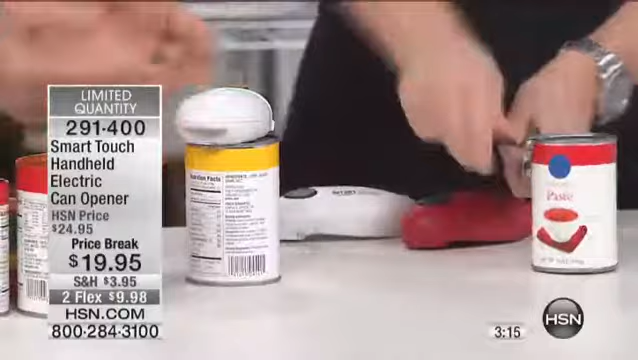 LIMITED
QUANTITY
291-400
Smart Touch
Handheld
Electric
Can Opener
HSN Price
$24.95
Price Break
$19.95
S&H $3.95
2 Flex $9.98
HSN.COM
800-284-3100
Nutrition Facts
Paste
3:15
HSN